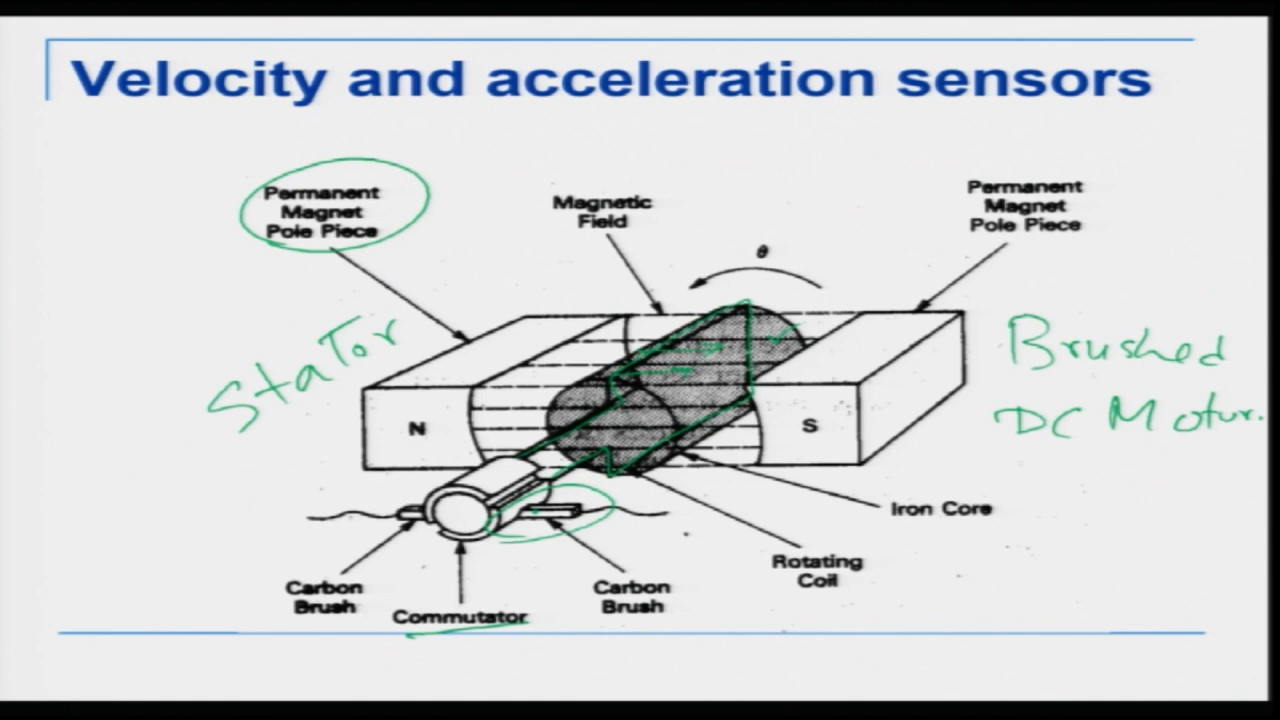 Velocity and acceleration sensors
Permanent
Magnet
Pole Piece
Magnetic
Field
Permanent
Magnet
Pole Piece
θ
Stator
Brushed
DC Motor.
N
S
Iron Core
Rotating
Coil
Carbon
Brush
Commutator
Carbon
Brush